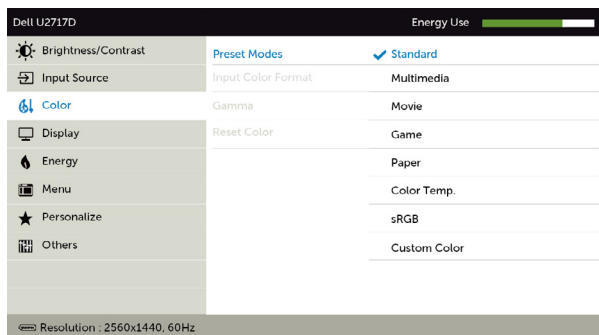 Dell U2717D
Energy Use
Brightness/Contrast
Input Source
Color
Display
Energy
Menu
Personalize
Others
Preset Modes
Input Color Format
Gamma
Reset Color
Standard
Multimedia
Movie
Game
Paper
Color Temp.
sRGB
Custom Color
Resolution : 2560x1440, 60Hz